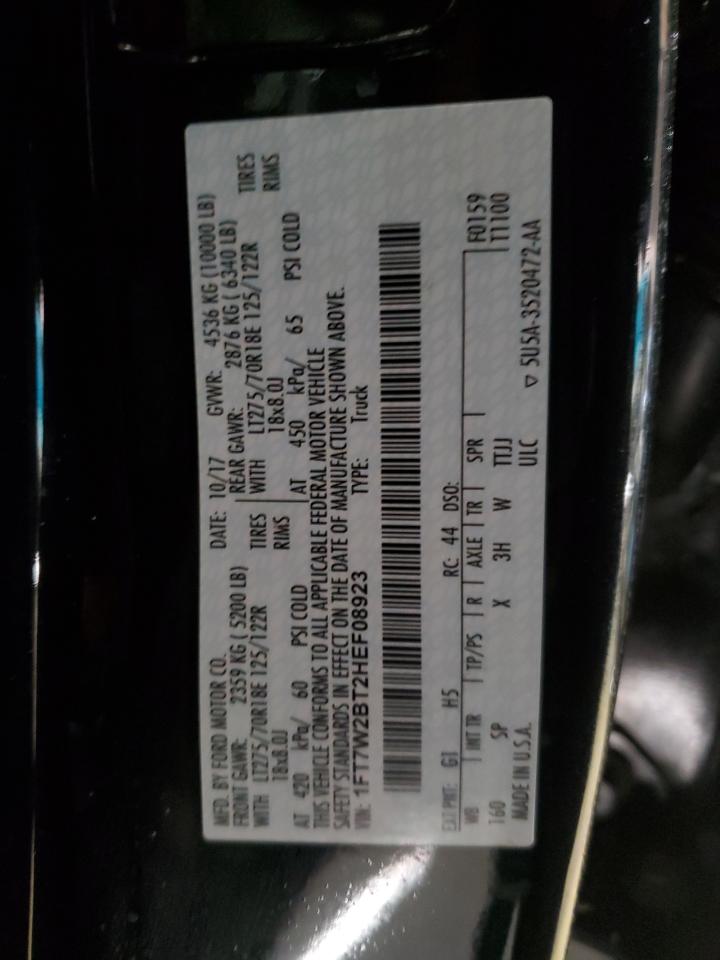 MFD. BY FORD MOTOR CO.
DATE: 10/17 GVWR: 4536 KG (10000 LB)
FRONT GAWR: 2359 KG ( 5200 LB) REAR GAWR: 2876 KG ( 6340 LB)
WITH LT275/70R18E 125/122R TIRES WITH LT275/70R18E 125/122R TIRES
18x8.0J RIMS 18x8.0J RIMS
AT 420 kPa/ 60 PSI COLD AT 450 kPa/ 65 PSI COLD
THIS VEHICLE CONFORMS TO ALL APPLICABLE FEDERAL MOTOR VEHICLE
SAFETY STANDARDS IN EFFECT ON THE DATE OF MANUFACTURE SHOWN ABOVE.
VIN: 1FT7W2BT2HEF08923 TYPE: Truck
EXT PNT: G1 H5 RC: 44 DSO:
WB INT TR TP/PS R AXLE TR SPR F0159
160 SP X 3H W TTJJ T1100
MADE IN U.S.A. ULC ▽ 5U5A-3520472-AA